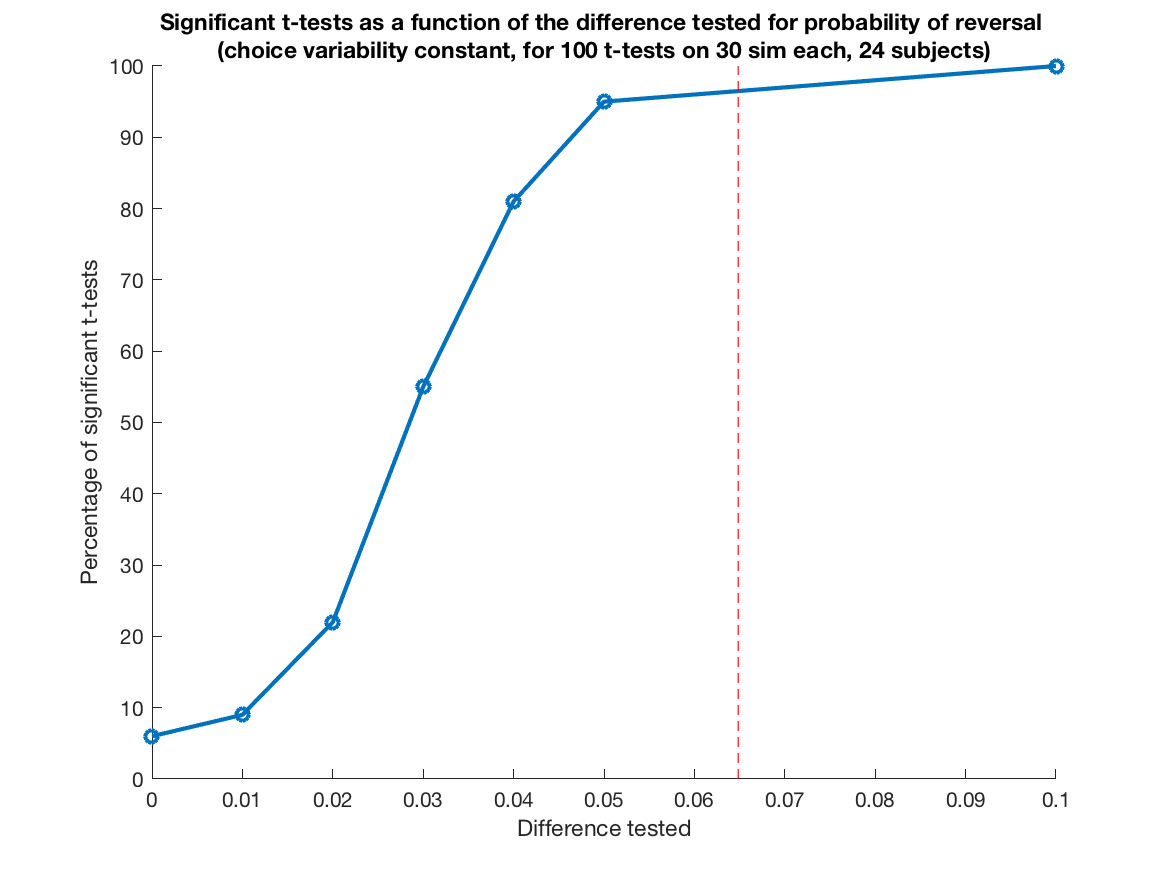 Significant t-tests as a function of the difference tested for probability of reversal
(choice variability constant, for 100 t-tests on 30 sim each, 24 subjects)
100
90
80
70
60
50
40
30
20
10
0
Percentage of significant t-tests
0 0.01 0.02 0.03 0.04 0.05 0.06 0.07 0.08 0.09 0.1
Difference tested